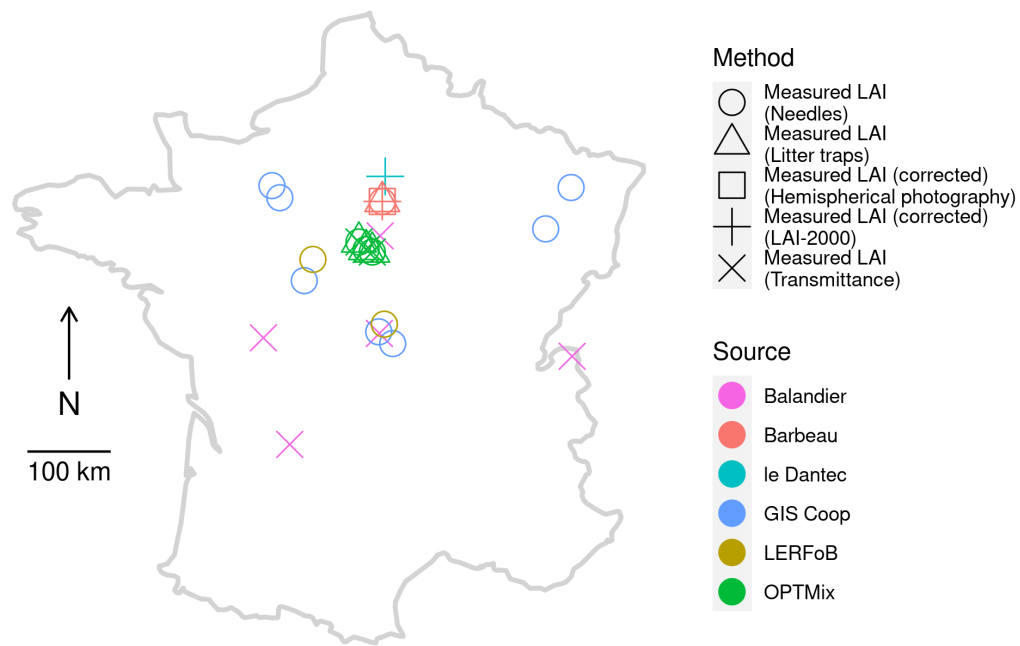 Method
Measured LAI
(Needles)
Measured LAI
(Litter traps)
Measured LAI (corrected)
(Hemispherical photography)
Measured LAI (corrected)
(LAI-2000)
Measured LAI
(Transmittance)
Source
Balandier
Barbeau
le Dantec
GIS Coop
LERFoB
OPTMix
N
100 km